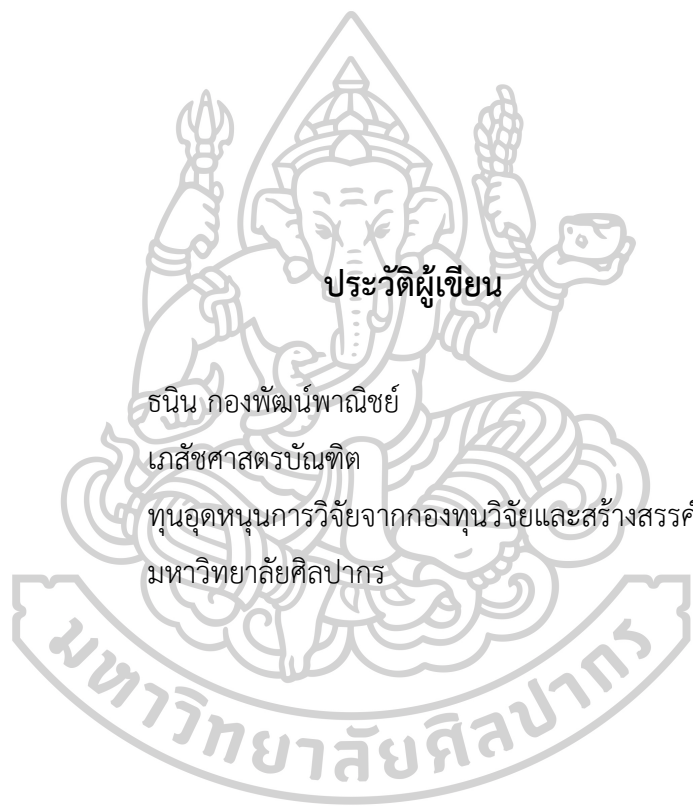 ประวัติผู้เขียน
ธนิน กองพัฒน์พาณิชย์
เภสัชศาสตรบัณฑิต
ทุนอุดหนุนการวิจัยจากกองทุนวิจัยและสร้างสรรค์
มหาวิทยาลัยศิลปากร
มหาวิทยาลัยศิลปากร